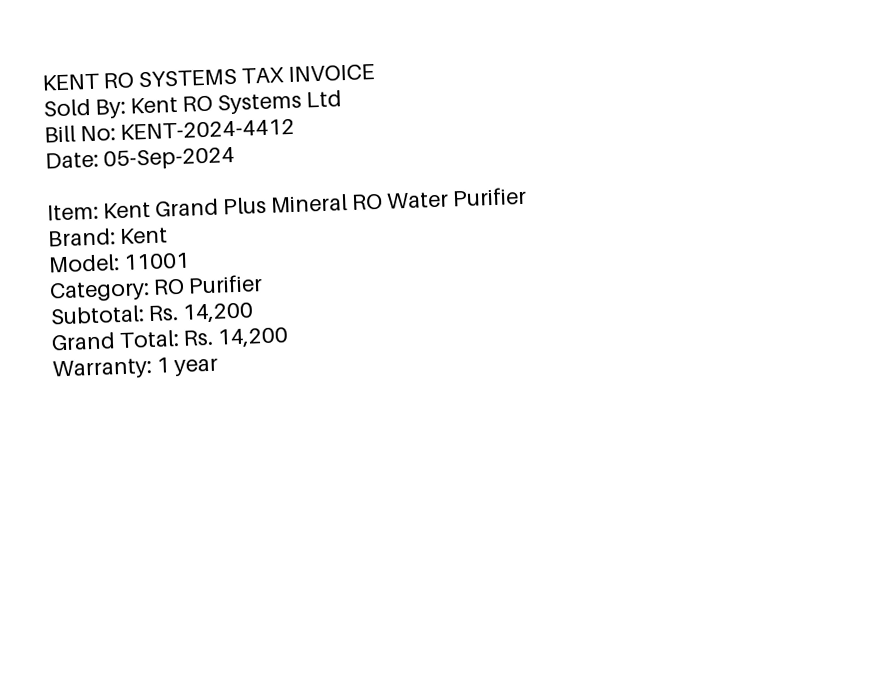 KENT RO SYSTEMS TAX INVOICE
Sold By: Kent RO Systems Ltd
Bill No: KENT-2024-4412
Date: 05-Sep-2024
Item: Kent Grand Plus Mineral RO Water Purifier
Brand: Kent
Model: 11001
Category: RO Purifier
Subtotal: Rs. 14,200
Grand Total: Rs. 14,200
Warranty: 1 year